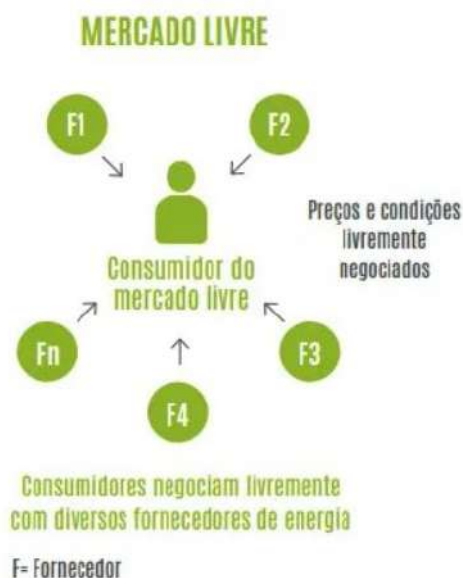 MERCADO LIVRE
F1
F2
Preços e condições
livremente
negociados
Consumidor do
mercado livre
Fn
F3
F4
Consumidores negociam livremente
com diversos fornecedores de energia
F= Fornecedor